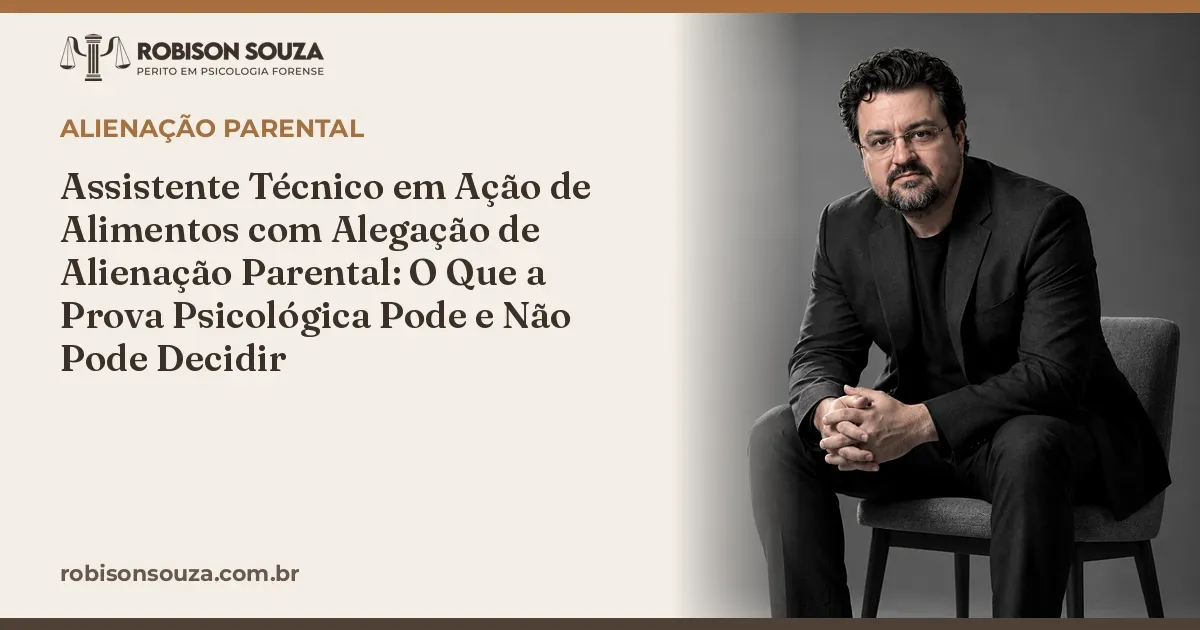 ROBISON SOUZA
PERITO EM PSICOLOGIA FORENSE
ALIENAÇÃO PARENTAL
Assistente Técnico em Ação de
Alimentos com Alegação de
Alienação Parental: O Que a
Prova Psicológica Pode e Não
Pode Decidir
robisonsouza.com.br